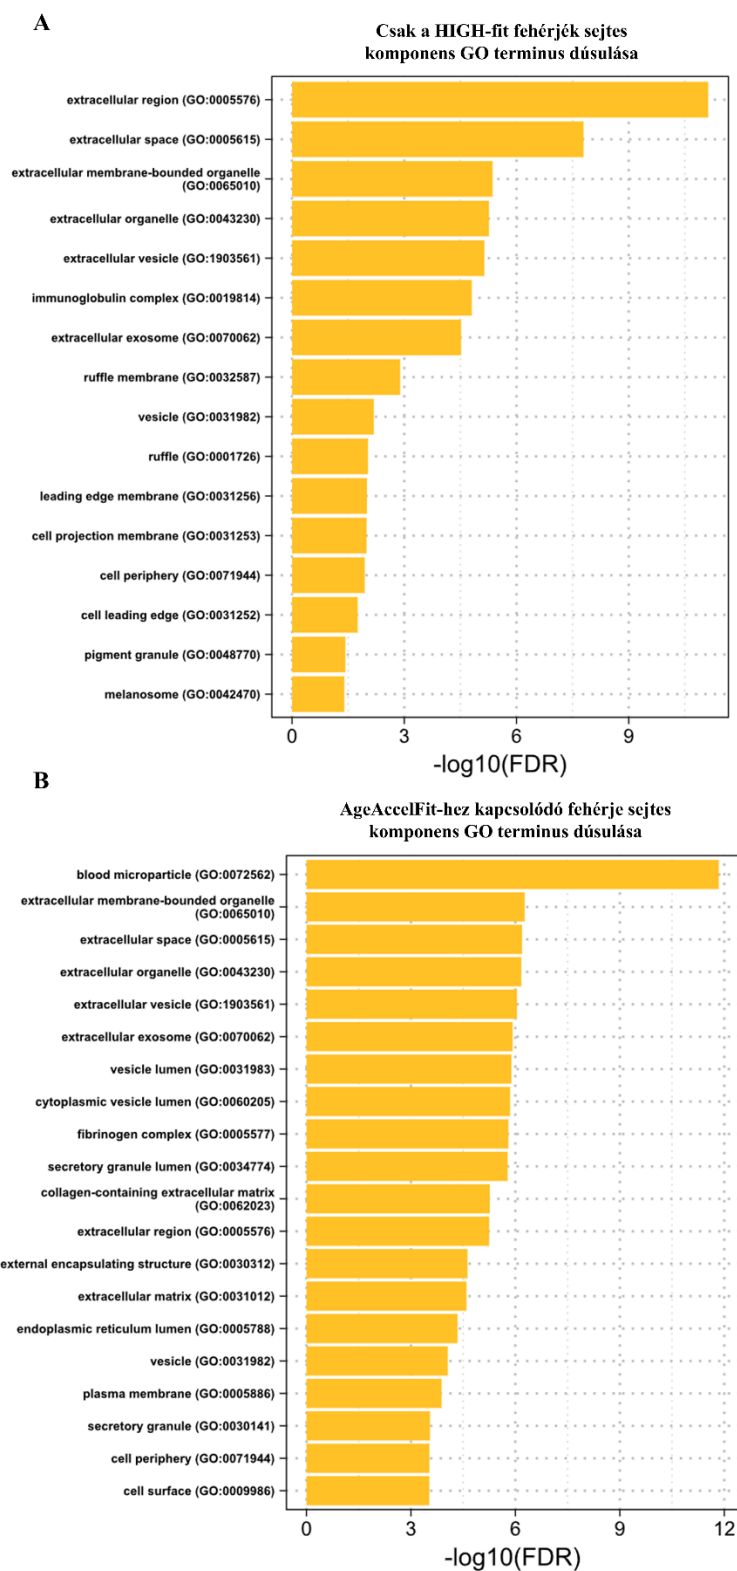 A
Csak a HIGH-fit fehérjék sejtes
komponens GO terminus dúsulása
extracellular region (GO:0005576)
extracellular space (GO:0005615)
extracellular membrane-bounded organelle
(GO:0065010)
extracellular organelle (GO:0043230)
extracellular vesicle (GO:1903561)
immunoglobulin complex (GO:0019814)
extracellular exosome (GO:0070062)
ruffle membrane (GO:0032587)
vesicle (GO:0031982)
ruffle (GO:0001726)
leading edge membrane (GO:0031256)
cell projection membrane (GO:0031253)
cell periphery (GO:0071944)
cell leading edge (GO:0031252)
pigment granule (GO:0048770)
melanosome (GO:0042470)
0 3 6 9
-log10(FDR)
B
AgeAccelFit-hez kapcsolódó fehérje sejtes
komponens GO terminus dúsulása
blood microparticle (GO:0072562)
extracellular membrane-bounded organelle
(GO:0065010)
extracellular space (GO:0005615)
extracellular organelle (GO:0043230)
extracellular vesicle (GO:1903561)
extracellular exosome (GO:0070062)
vesicle lumen (GO:0031983)
cytoplasmic vesicle lumen (GO:0060205)
fibrinogen complex (GO:0005577)
secretory granule lumen (GO:0034774)
collagen-containing extracellular matrix
(GO:0062023)
extracellular region (GO:0005576)
external encapsulating structure (GO:0030312)
extracellular matrix (GO:0031012)
endoplasmic reticulum lumen (GO:0005788)
vesicle (GO:0031982)
plasma membrane (GO:0005886)
secretory granule (GO:0030141)
cell periphery (GO:0071944)
cell surface (GO:0009986)
0 3 6 9 12
-log10(FDR)